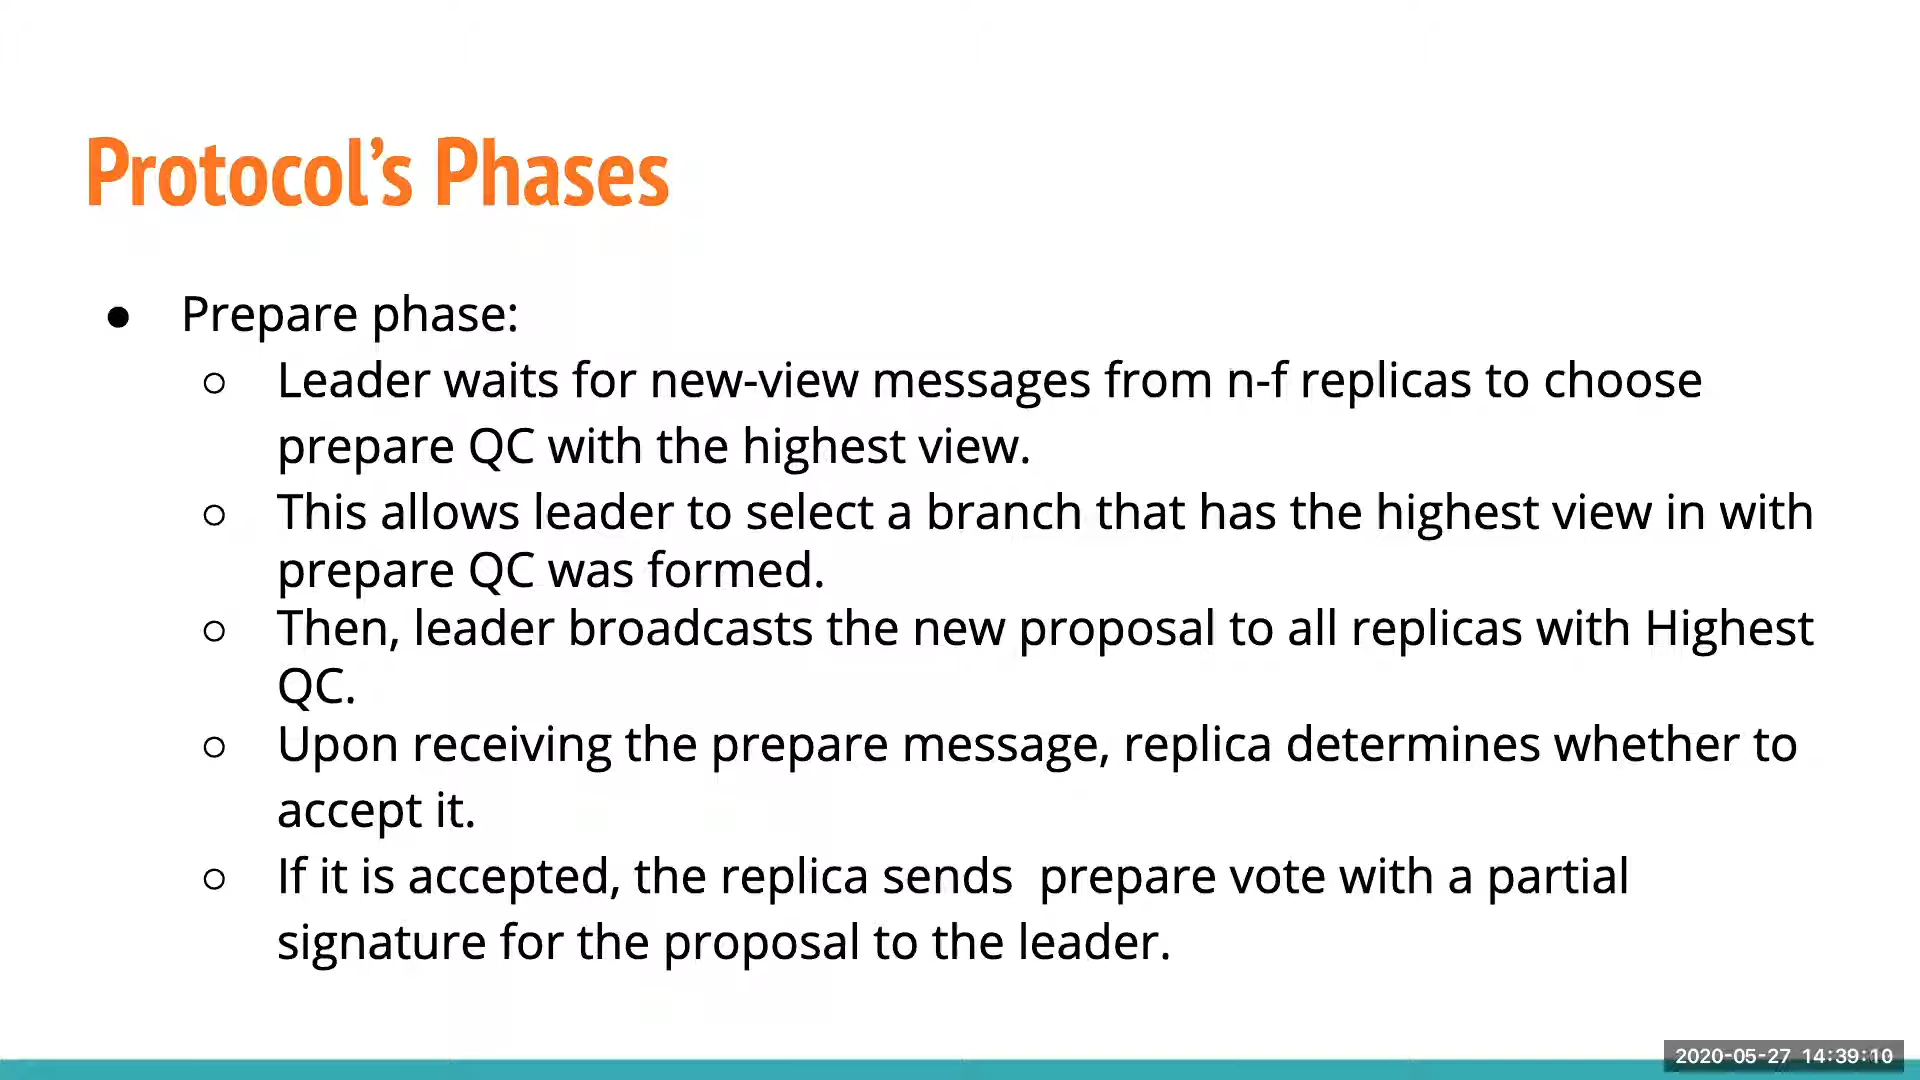 Protocol’s Phases
● Prepare phase:
○ Leader waits for new-view messages from n-f replicas to choose
prepare QC with the highest view.
○ This allows leader to select a branch that has the highest view in with
prepare QC was formed.
○ Then, leader broadcasts the new proposal to all replicas with Highest
QC.
○ Upon receiving the prepare message, replica determines whether to
accept it.
○ If it is accepted, the replica sends  prepare vote with a partial
signature for the proposal to the leader.
2020-05-27 14:39:10